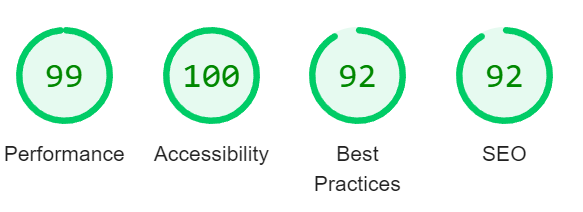 99 100 92 92
Performance Accessibility Best SEO
Practices